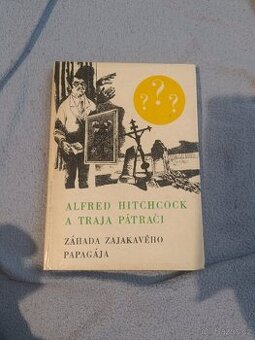 ? ? ?
ALFRED HITCHCOCK
A TRAJA PÁTRAČI
ZÁHADA ZAJAKAVÉHO
PAPAGÁJA